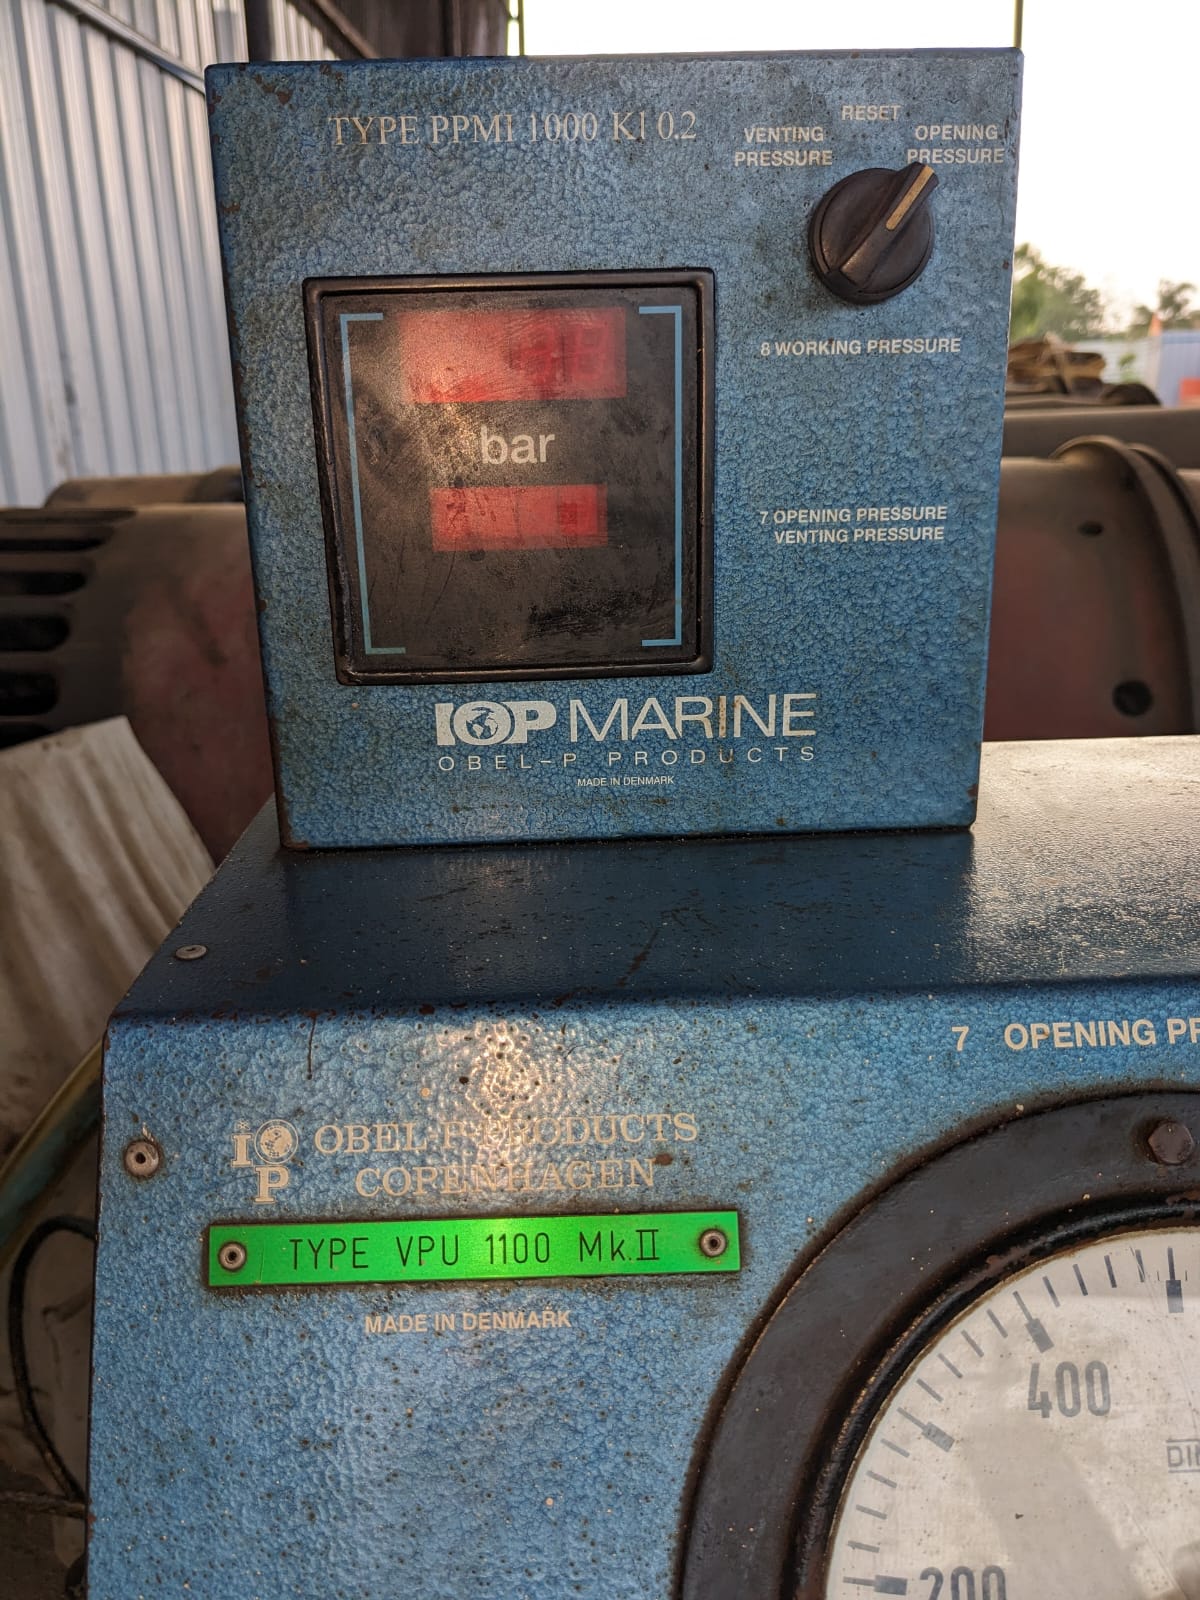 TYPE PPMI 1000 Kl 0.2
RESET
VENTING
PRESSURE
OPENING
PRESSURE
bar
8 WORKING PRESSURE
7 OPENING PRESSURE
VENTING PRESSURE
IOP MARINE
OBEL-P PRODUCTS
MADE IN DENMARK
7 OPENING
IOP OBEL-P PRODUCTS
COPENHAGEN
TYPE VPU 1100 Mk.II
MADE IN DENMARK
400
200